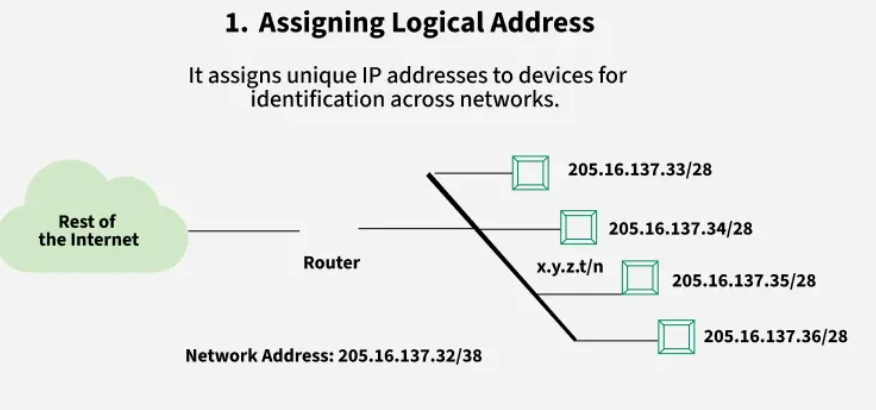 1. Assigning Logical Address
It assigns unique IP addresses to devices for
identification across networks.
205.16.137.33/28
Rest of
the Internet
205.16.137.34/28
Router
x.y.z.t/n
205.16.137.35/28
205.16.137.36/28
Network Address: 205.16.137.32/38